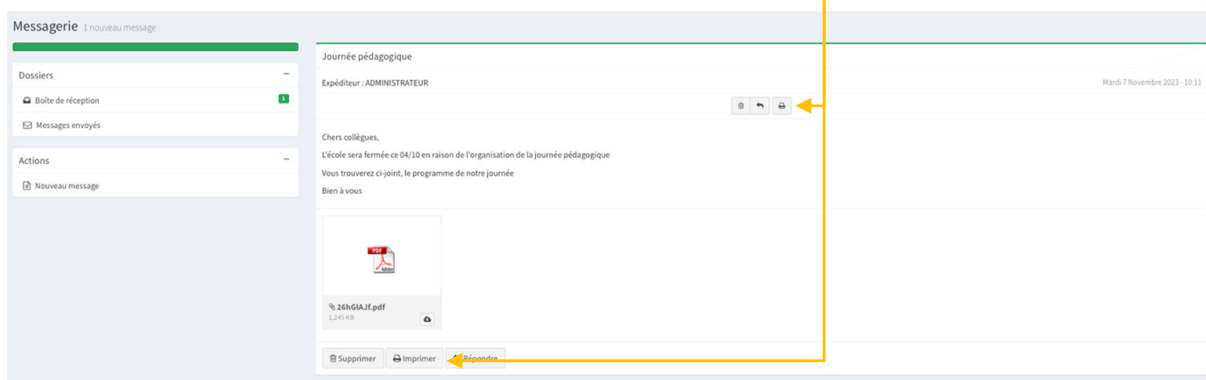 Messagerie 1 nouveau message
Dossiers
Boîte de réception 1
Messages envoyés
Actions
Nouveau message
Journée pédagogique
Expéditeur : ADMINISTRATEUR
Mardi 7 Novembre 2023 - 10:11
Chers collègues,
L'école sera fermée ce 04/10 en raison de l'organisation de la journée pédagogique
Vous trouverez ci-joint, le programme de notre journée
Bien à vous
PDF
Adobe
26hGlAJf.pdf
1,245 KB
Supprimer Imprimer Répondre